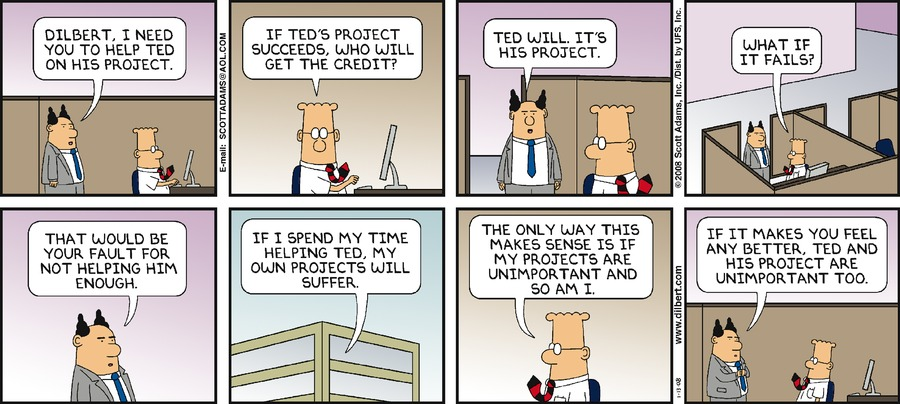 DILBERT, I NEED
YOU TO HELP TED
ON HIS PROJECT.
E-mail: SCOTTADAMS@AOL.COM
IF TED'S PROJECT
SUCCEEDS, WHO WILL
GET THE CREDIT?
TED WILL. IT'S
HIS PROJECT.
©2008 Scott Adams, Inc./Dist. by UFS, Inc.
WHAT IF
IT FAILS?
THAT WOULD BE
YOUR FAULT FOR
NOT HELPING HIM
ENOUGH.
IF I SPEND MY TIME
HELPING TED, MY
OWN PROJECTS WILL
SUFFER.
THE ONLY WAY THIS
MAKES SENSE IS IF
MY PROJECTS ARE
UNIMPORTANT AND
SO AM I.
www.dilbert.com
IF IT MAKES YOU FEEL
ANY BETTER, TED AND
HIS PROJECT ARE
UNIMPORTANT TOO.